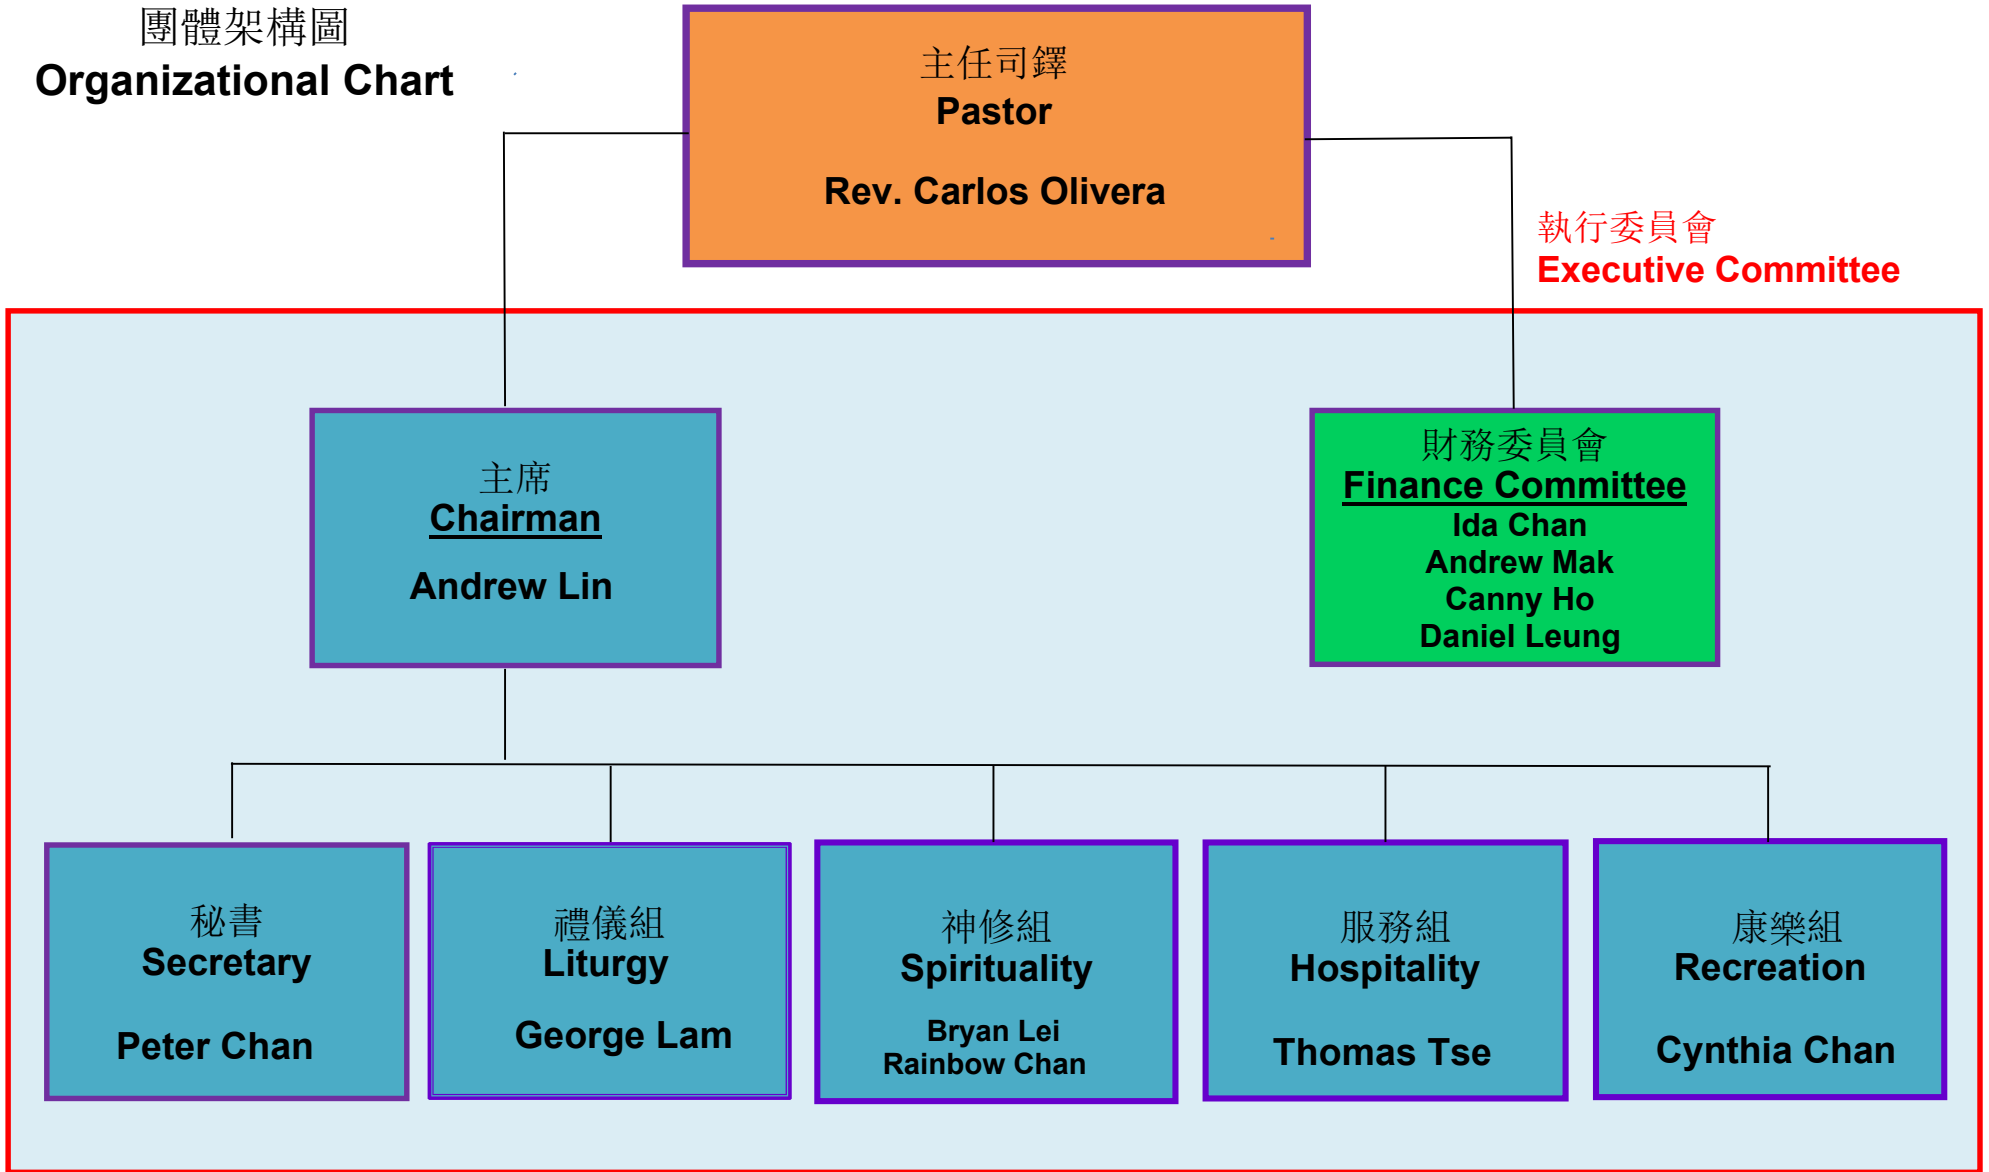 團體架構圖
Organizational Chart
主任司鐸
Pastor
Rev. Carlos Olivera
執行委員會
Executive Committee
主席
Chairman
Andrew Lin
財務委員會
Finance Committee
Ida Chan
Andrew Mak
Canny Ho
Daniel Leung
秘書
Secretary
Peter Chan
禮儀組
Liturgy
George Lam
神修組
Spirituality
Bryan Lei
Rainbow Chan
服務組
Hospitality
Thomas Tse
康樂組
Recreation
Cynthia Chan